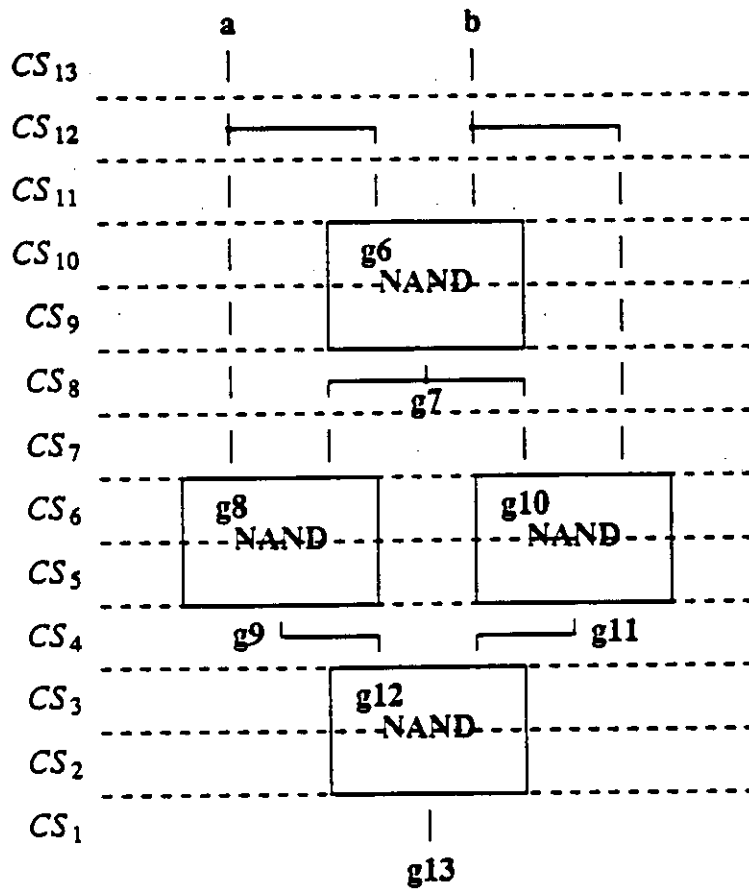 a b
CS13
CS12
CS11
CS10
g6
NAND
CS9
CS8
g7
CS7
CS6
g8 g10
NAND NAND
CS5
CS4
g9 g11
CS3
g12
NAND
CS2
CS1
g13